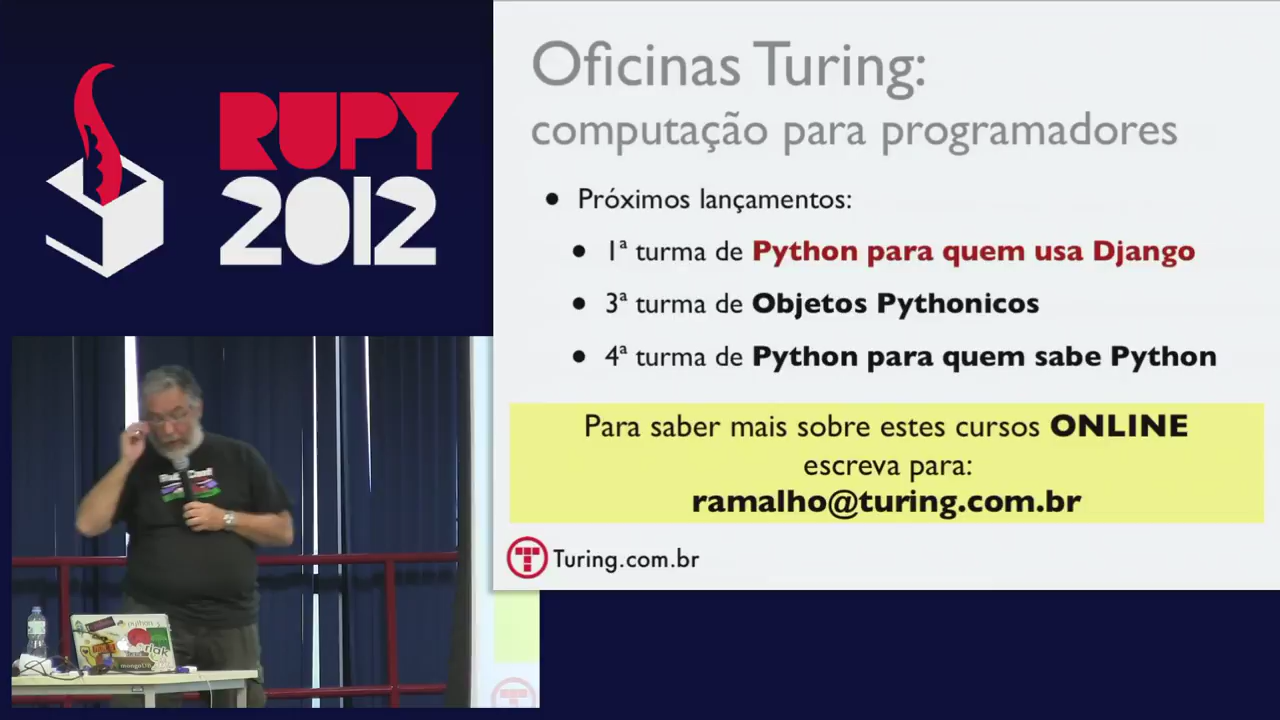 RUPY
2012
Oficinas Turing:
computação para programadores
Próximos lançamentos:
1ª turma de Python para quem usa Django
3ª turma de Objetos Pythonicos
4ª turma de Python para quem sabe Python
Para saber mais sobre estes cursos ONLINE
escreva para:
ramalho@turing.com.br
Turing.com.br
python
mongoDB